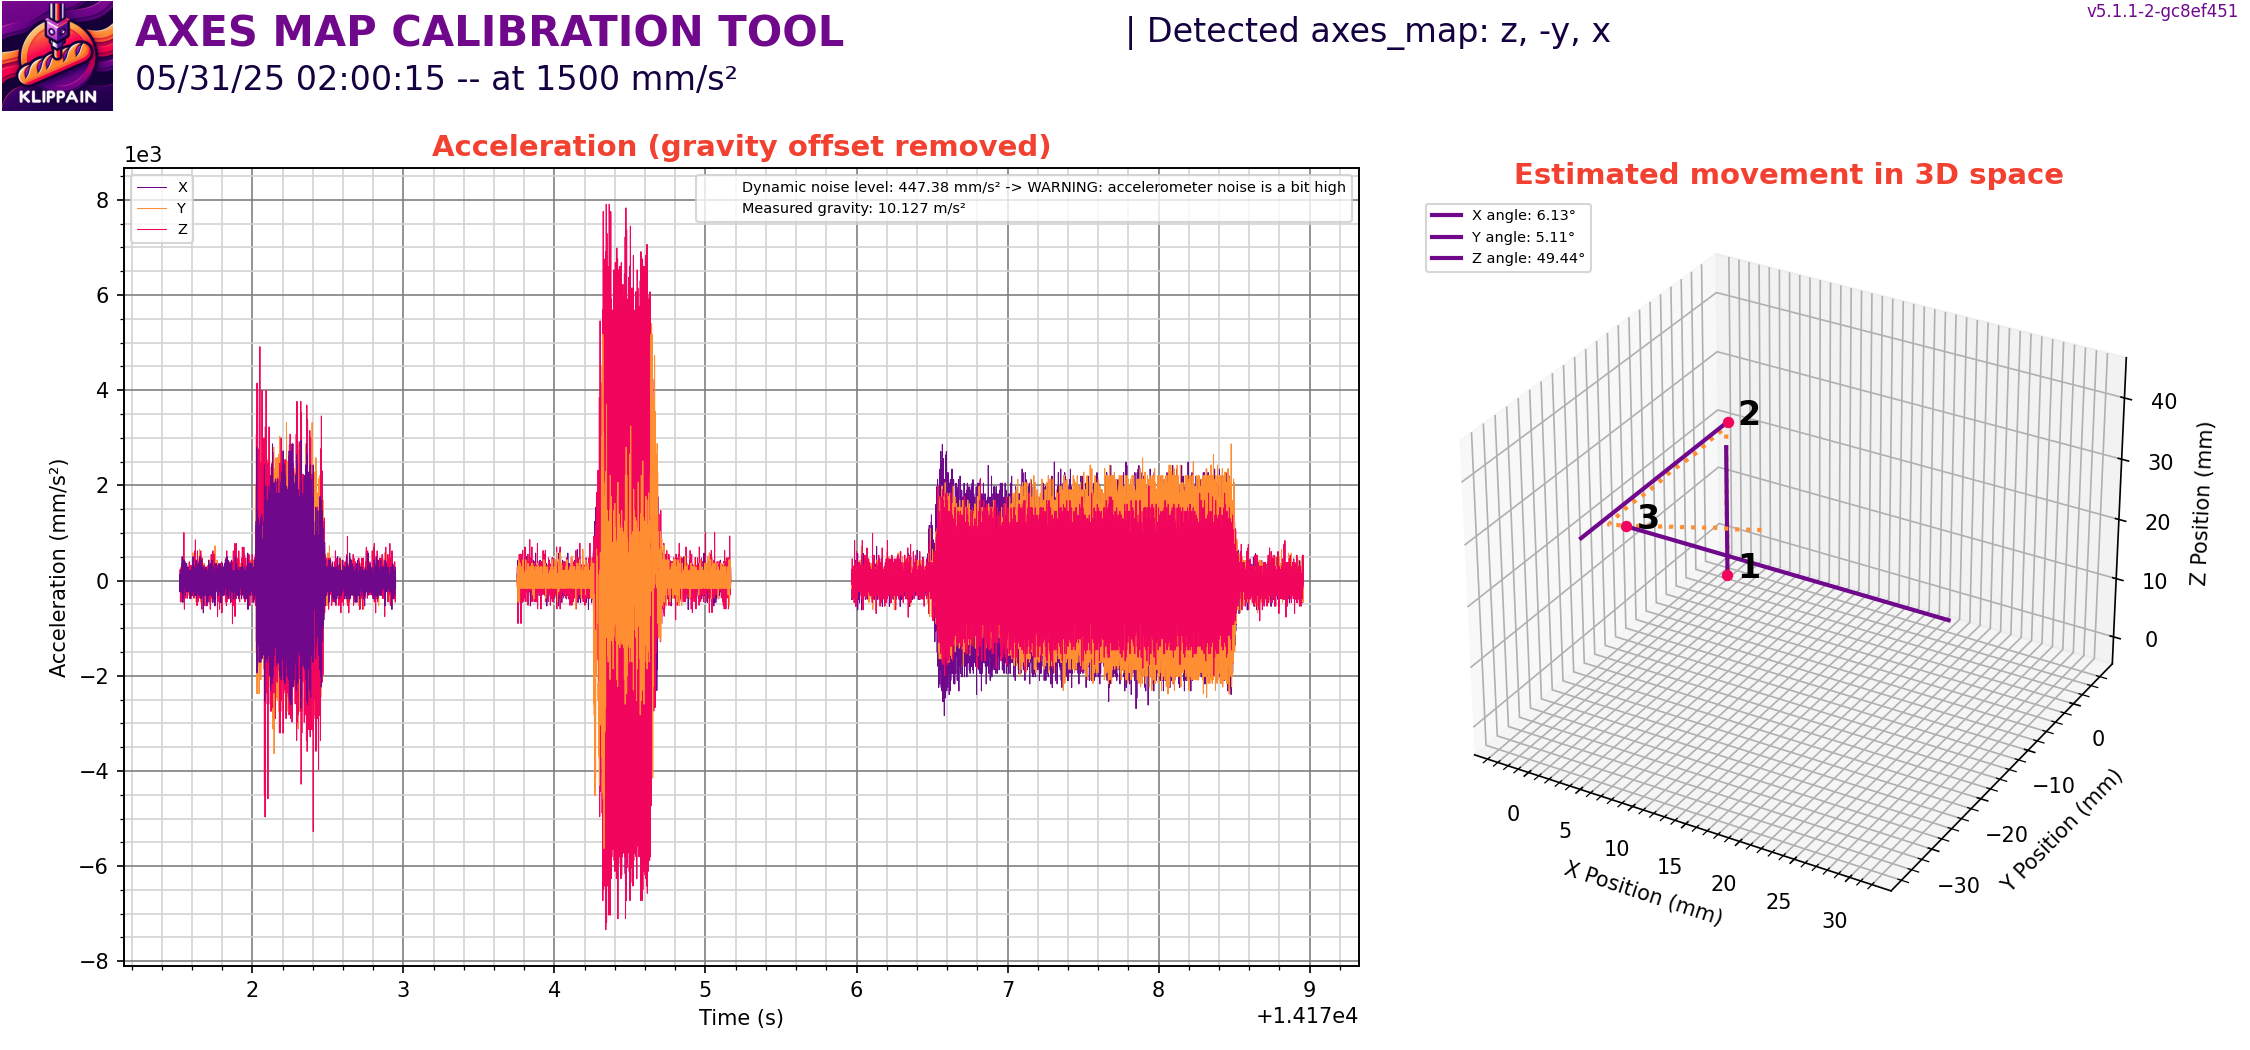 KLIPPAIN
AXES MAP CALIBRATION TOOL
05/31/25 02:00:15 -- at 1500 mm/s²
| Detected axes_map: z, -y, x
v5.1.1-2-gc8ef451
Acceleration (gravity offset removed)
1e3
X
Y
Z
Dynamic noise level: 447.38 mm/s² -> WARNING: accelerometer noise is a bit high
Measured gravity: 10.127 m/s²
8
6
4
2
0
−2
−4
−6
−8
Acceleration (mm/s²)
2
3
4
5
6
7
8
9
Time (s)
+1.417e4
Estimated movement in 3D space
X angle: 6.13°
Y angle: 5.11°
Z angle: 49.44°
2
3
1
40
30
20
10
0
Z Position (mm)
0
−10
−20
−30
Y Position (mm)
0
5
10
15
20
25
30
X Position (mm)